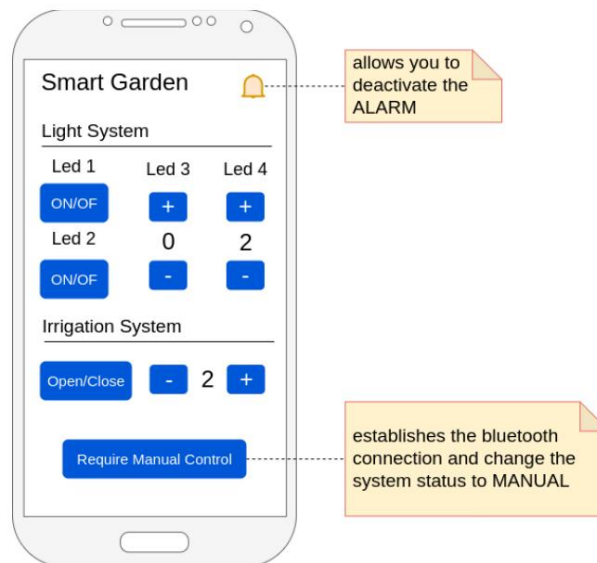 Smart Garden
allows you to
deactivate the
ALARM
Light System
Led 1
Led 3
Led 4
ON/OF
+
+
Led 2
0
2
ON/OF
-
-
Irrigation System
Open/Close
-
2
+
Require Manual Control
establishes the bluetooth
connection and change the
system status to MANUAL